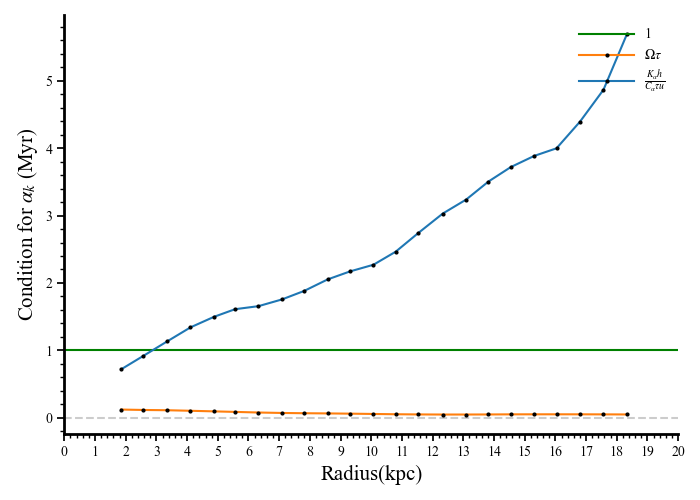 1
Ωτ
K_α h / C_α τ u
Condition for α_k (Myr)
5
4
3
2
1
0
0 1 2 3 4 5 6 7 8 9 10 11 12 13 14 15 16 17 18 19 20
Radius(kpc)